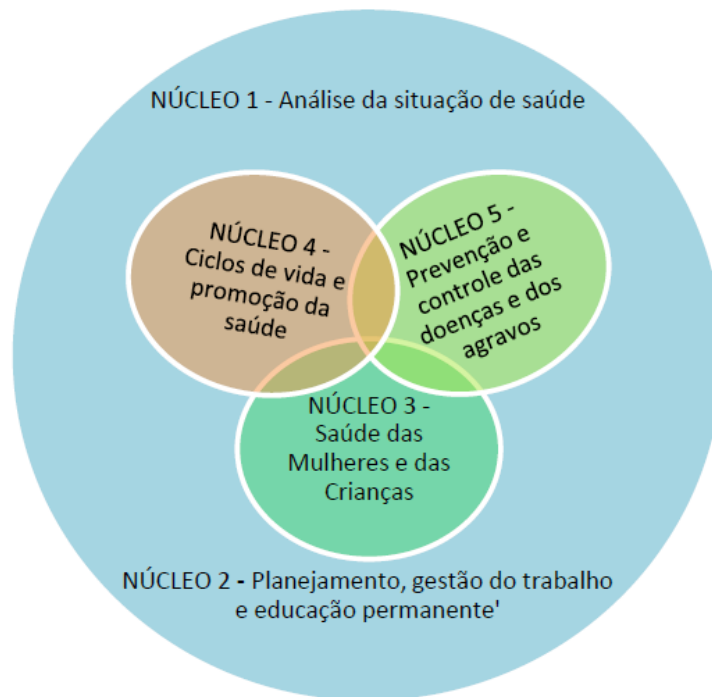 NÚCLEO 1 - Análise da situação de saúde
NÚCLEO 4 -
Ciclos de vida e
promoção da
saúde
NÚCLEO 5 -
Prevenção e
controle das
doenças e dos
agravos
NÚCLEO 3 -
Saúde das
Mulheres e das
Crianças
NÚCLEO 2 - Planejamento, gestão do trabalho
e educação permanente'